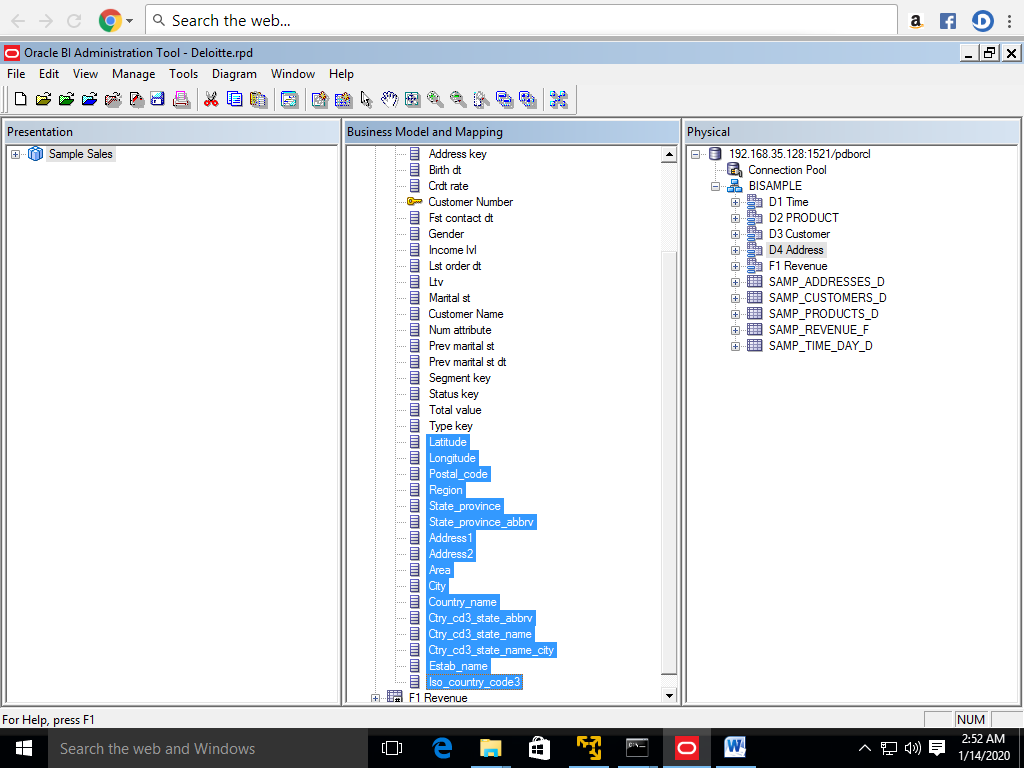 Search the web...
Oracle BI Administration Tool - Deloitte.rpd
File Edit View Manage Tools Diagram Window Help
Presentation
Sample Sales
Business Model and Mapping
Address key
Birth dt
Crdt rate
Customer Number
Fst contact dt
Gender
Income lvl
Lst order dt
Ltv
Marital st
Customer Name
Num attribute
Prev marital st
Prev marital st dt
Segment key
Status key
Total value
Type key
Latitude
Longitude
Postal_code
Region
State_province
State_province_abbrv
Address1
Address2
Area
City
Country_name
Ctry_cd3_state_abbrv
Ctry_cd3_state_name
Ctry_cd3_state_name_city
Estab_name
Iso_country_code3
F1 Revenue
Physical
192.168.35.128:1521/pdborcl
Connection Pool
BISAMPLE
D1 Time
D2 PRODUCT
D3 Customer
D4 Address
F1 Revenue
SAMP_ADDRESSES_D
SAMP_CUSTOMERS_D
SAMP_PRODUCTS_D
SAMP_REVENUE_F
SAMP_TIME_DAY_D
For Help, press F1
NUM
Search the web and Windows
2:52 AM
1/14/2020